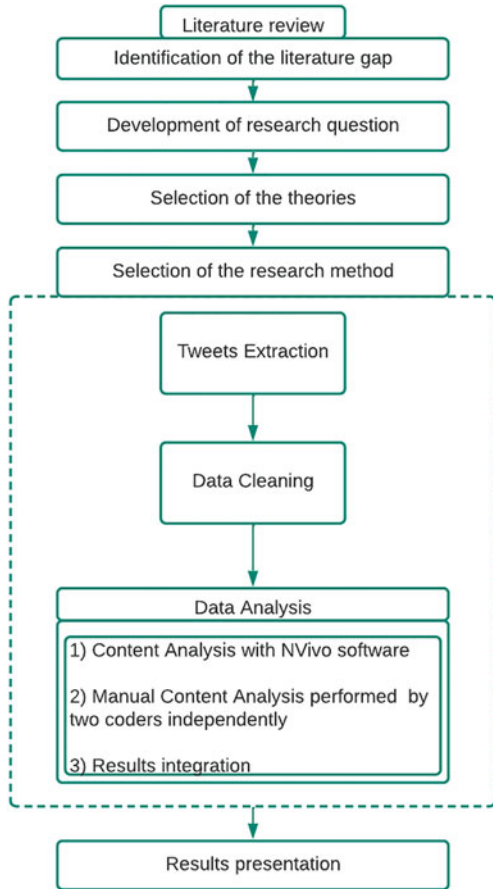 Literature review
Identification of the literature gap
Development of research question
Selection of the theories
Selection of the research method
Tweets Extraction
Data Cleaning
Data Analysis
1) Content Analysis with NVivo software
2) Manual Content Analysis performed by
two coders independently
3) Results integration
Results presentation